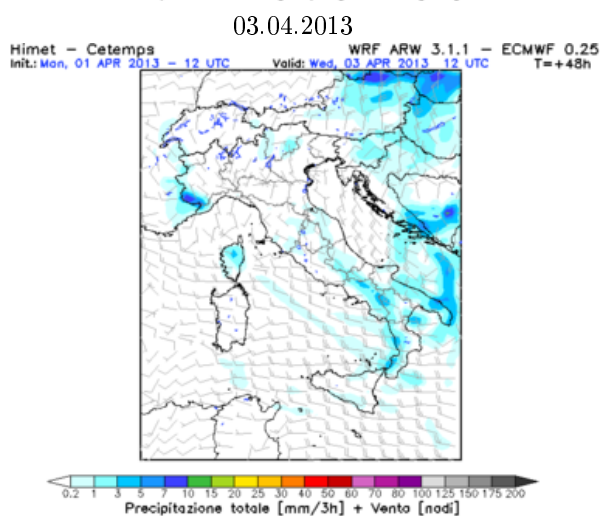 03.04.2013
Himet – Cetemps WRF ARW 3.1.1 – ECMWF 0.25
Init.: Mon, 01 APR 2013 – 12 UTC Valid: Wed, 03 APR 2013 12 UTC T=+48h
0.2 1 3 5 7 10 15 20 25 30 40 50 60 70 80 100 125 150 175 200
Precipitazione totale [mm/3h] + Vento [nodi]